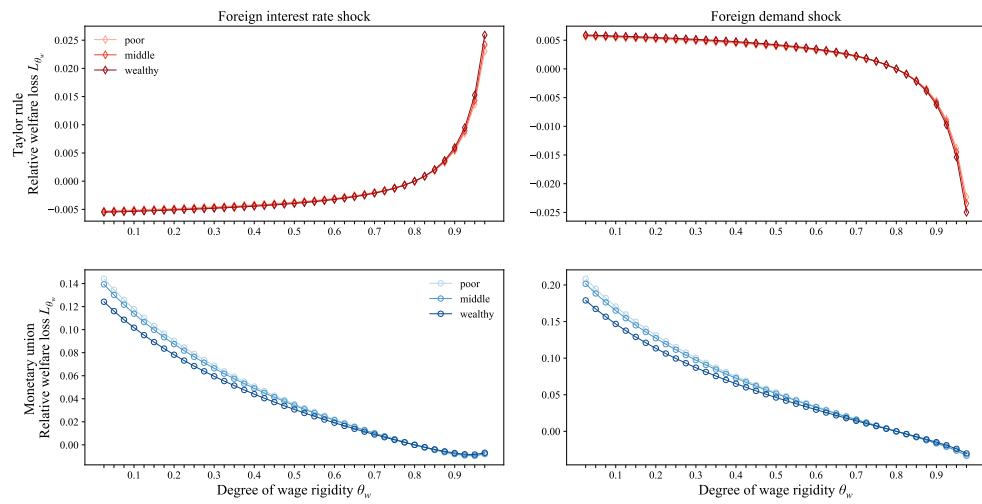 Foreign interest rate shock
Foreign demand shock
Taylor rule
Relative welfare loss L_{θ_w}
poor
middle
wealthy
0.025
0.020
0.015
0.010
0.005
0.000
−0.005
0.1 0.2 0.3 0.4 0.5 0.6 0.7 0.8 0.9
0.005
0.000
−0.005
−0.010
−0.015
−0.020
−0.025
0.1 0.2 0.3 0.4 0.5 0.6 0.7 0.8 0.9
Monetary union
Relative welfare loss L_{θ_w}
poor
middle
wealthy
0.14
0.12
0.10
0.08
0.06
0.04
0.02
0.00
0.1 0.2 0.3 0.4 0.5 0.6 0.7 0.8 0.9
Degree of wage rigidity θ_w
0.20
0.15
0.10
0.05
0.00
0.1 0.2 0.3 0.4 0.5 0.6 0.7 0.8 0.9
Degree of wage rigidity θ_w